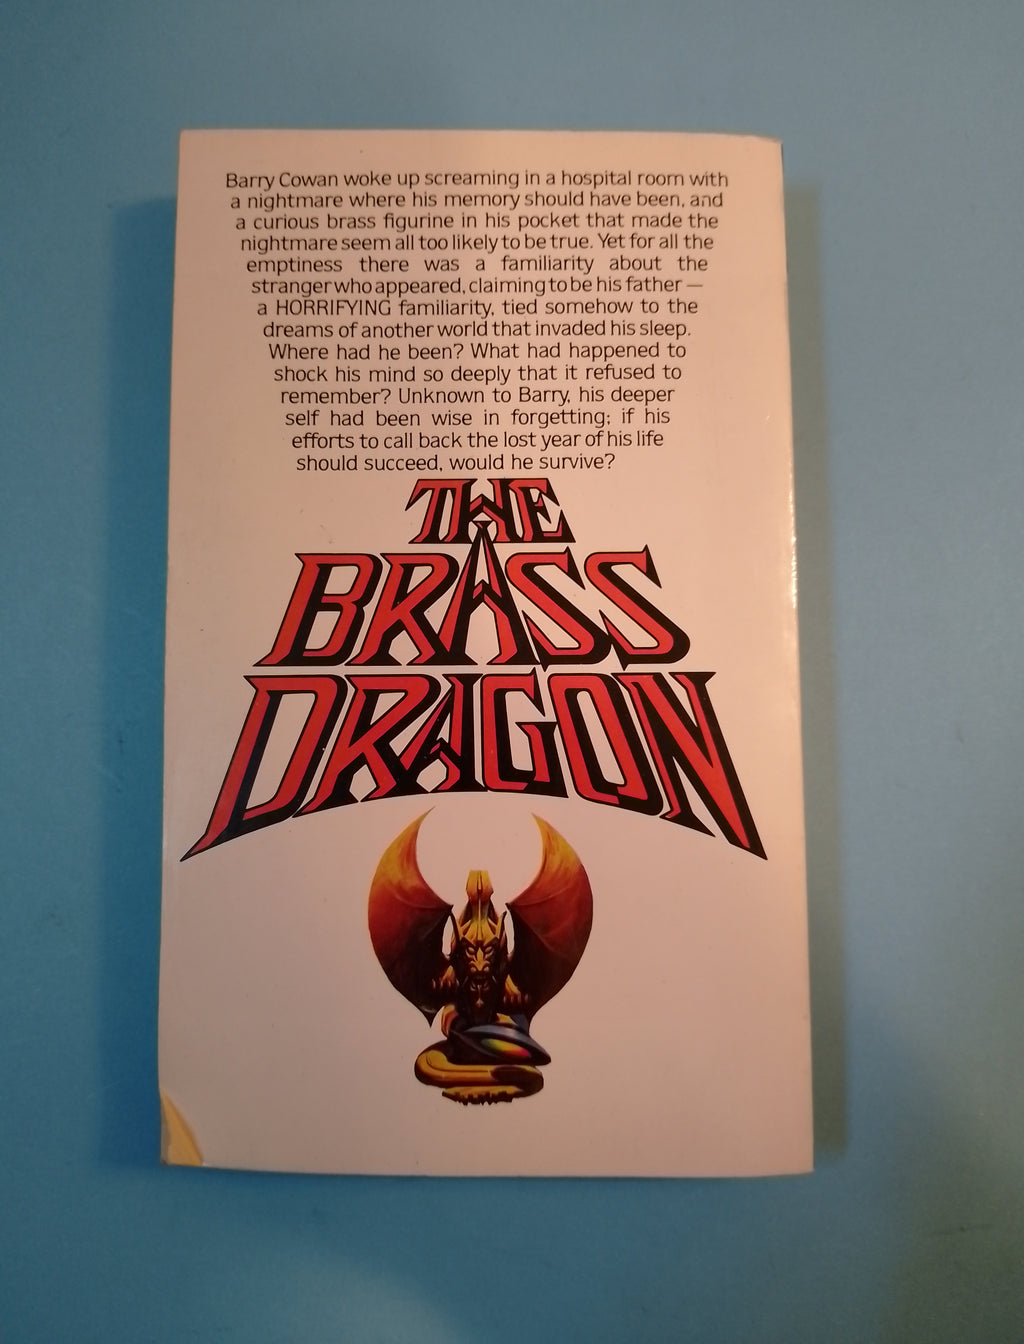 Barry Cowan woke up screaming in a hospital room with
a nightmare where his memory should have been, and
a curious brass figurine in his pocket that made the
nightmare seem all too likely to be true. Yet for all the
emptiness there was a familiarity about the
stranger who appeared, claiming to be his father —
a HORRIFYING familiarity, tied somehow to the
dreams of another world that invaded his sleep.
Where had he been? What had happened to
shock his mind so deeply that it refused to
remember? Unknown to Barry, his deeper
self had been wise in forgetting; if his
efforts to call back the lost year of his life
should succeed, would he survive?
THE
BRASS
DRAGON